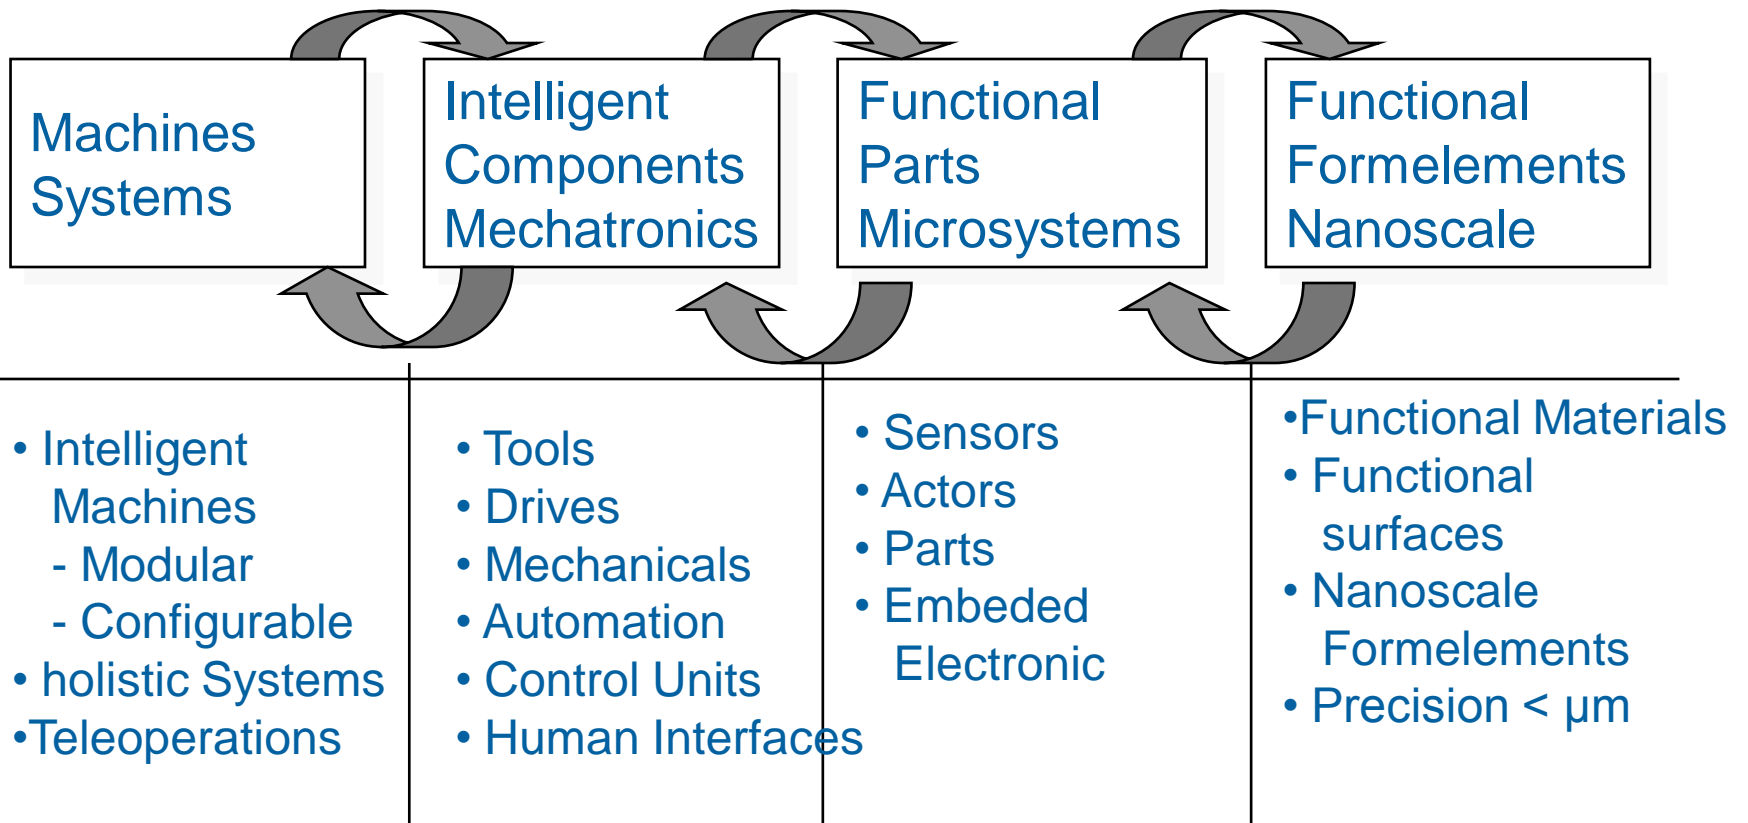 Machines
Systems
Intelligent
Components
Mechatronics
Functional
Parts
Microsystems
Functional
Formelements
Nanoscale
• Intelligent
Machines
- Modular
- Configurable
• holistic Systems
•Teleoperations
• Tools
• Drives
• Mechanicals
• Automation
• Control Units
• Human Interfaces
• Sensors
• Actors
• Parts
• Embeded
Electronic
•Functional Materials
• Functional
surfaces
• Nanoscale
Formelements
• Precision < μm